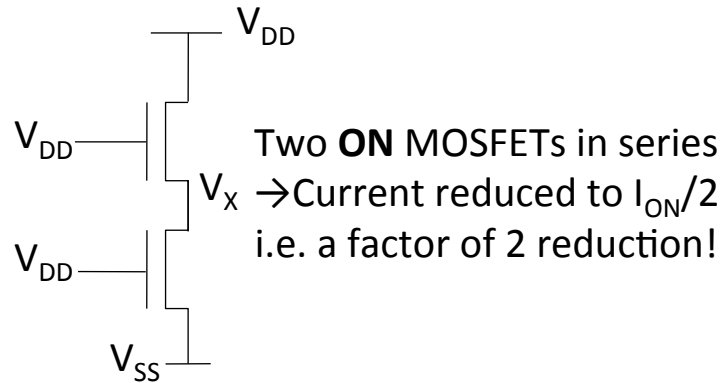 V_DD
V_DD
Two ON MOSFETs in series
V_X →Current reduced to I_ON/2
i.e. a factor of 2 reduction!
V_DD
V_SS